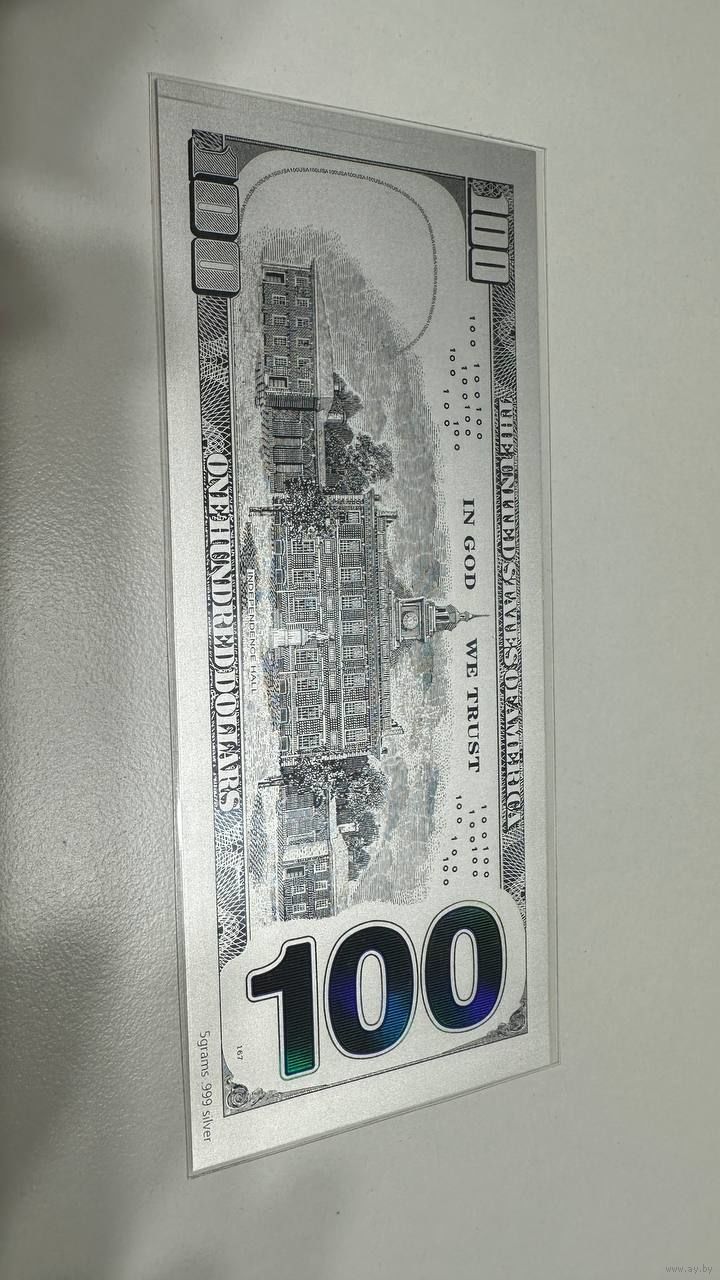 THE UNITED STATES OF AMERICA
100
100
IN GOD WE TRUST
100
INDEPENDENCE HALL
ONE HUNDRED DOLLARS
167
5grams .999 silver
www.ay.by